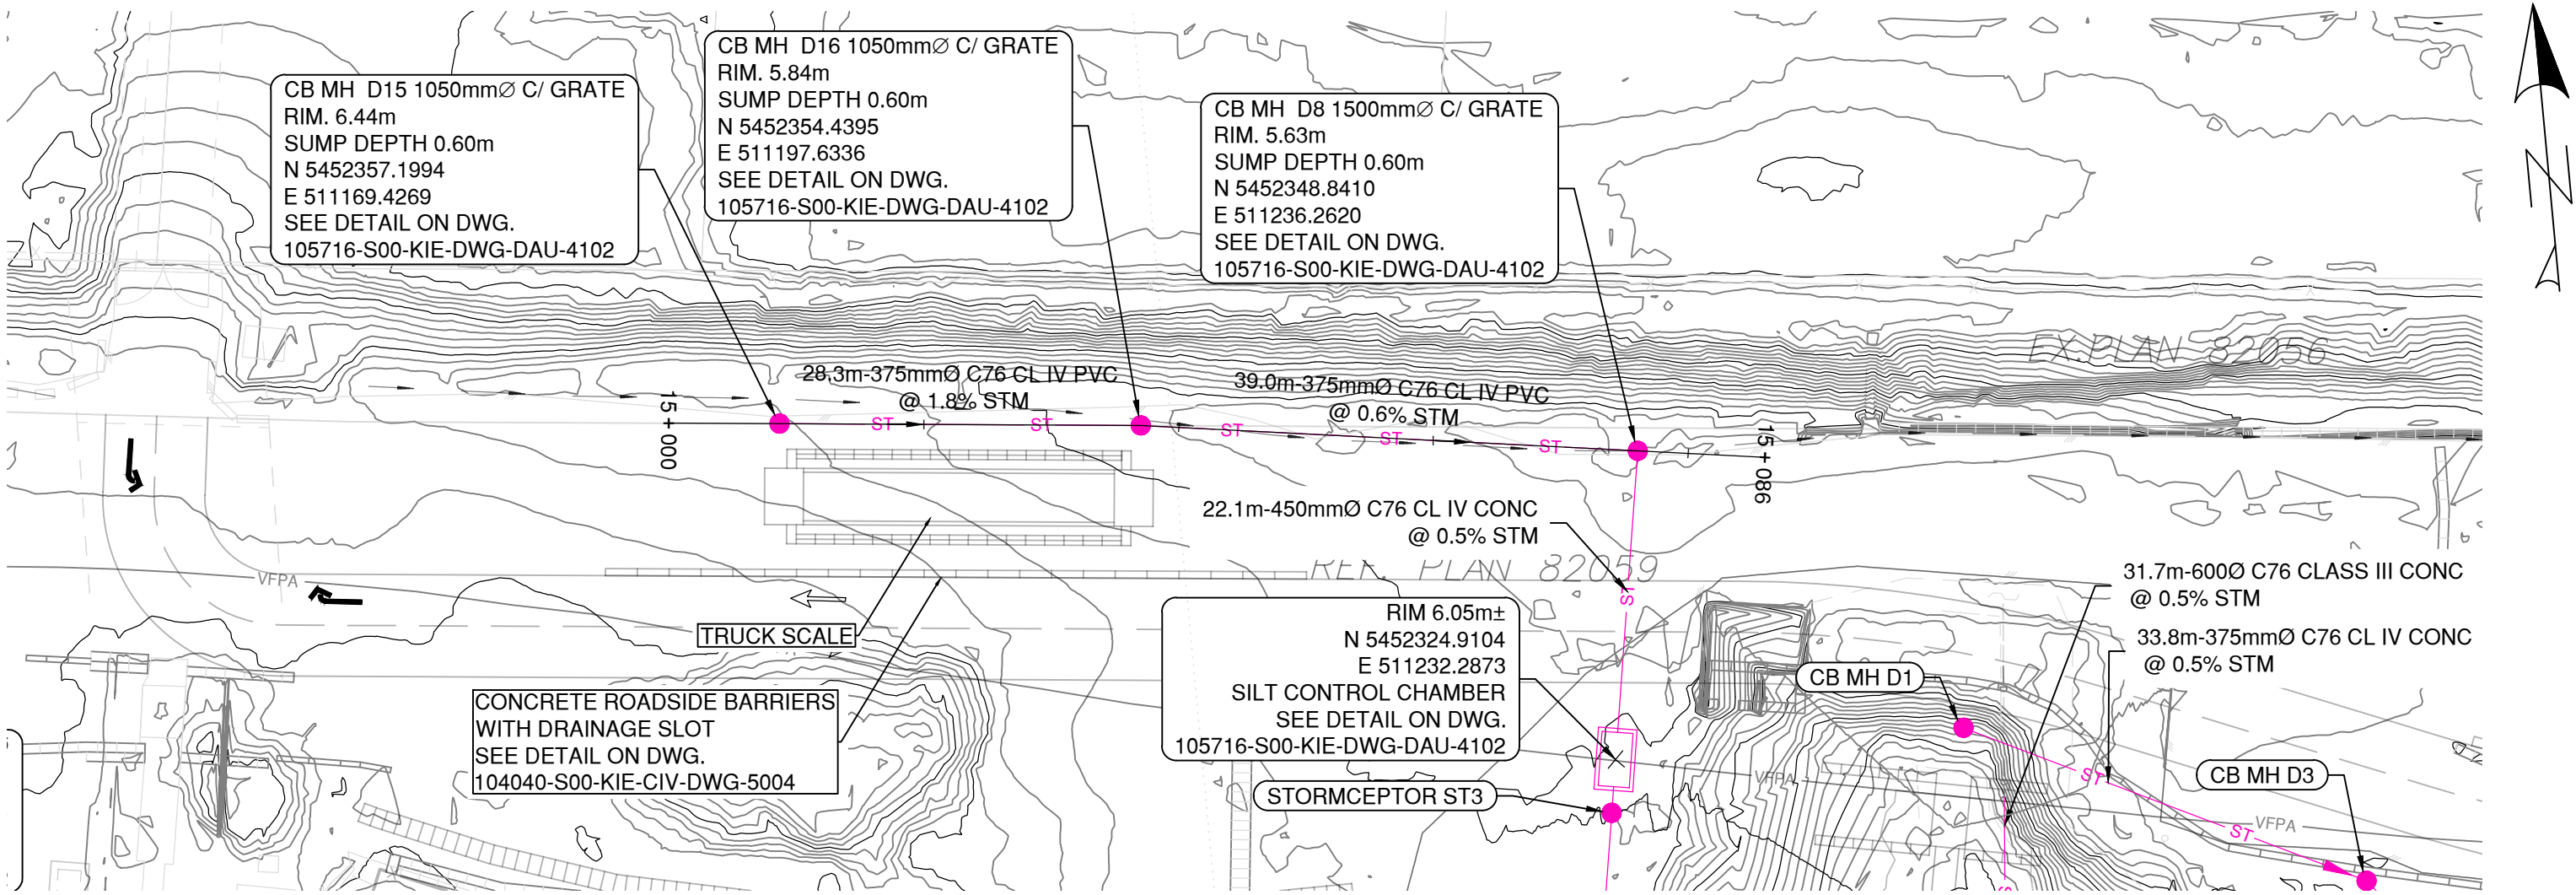 CB MH D15 1050mmØ C/ GRATE
RIM. 6.44m
SUMP DEPTH 0.60m
N 5452357.1994
E 511169.4269
SEE DETAIL ON DWG.
105716-S00-KIE-DWG-DAU-4102
CB MH D16 1050mmØ C/ GRATE
RIM. 5.84m
SUMP DEPTH 0.60m
N 5452354.4395
E 511197.6336
SEE DETAIL ON DWG.
105716-S00-KIE-DWG-DAU-4102
CB MH D8 1500mmØ C/ GRATE
RIM. 5.63m
SUMP DEPTH 0.60m
N 5452348.8410
E 511236.2620
SEE DETAIL ON DWG.
105716-S00-KIE-DWG-DAU-4102
N
EX.PLAN 82056
28.3m-375mmØ C76 CL IV PVC
@ 1.8% STM
39.0m-375mmØ C76 CL IV PVC
@ 0.6% STM
15+000
ST
ST
ST
ST
ST
15+086
22.1m-450mmØ C76 CL IV CONC
@ 0.5% STM
REF. PLAN 82059
ST
VFPA
31.7m-600Ø C76 CLASS III CONC
@ 0.5% STM
33.8m-375mmØ C76 CL IV CONC
@ 0.5% STM
TRUCK SCALE
RIM 6.05m±
N 5452324.9104
E 511232.2873
SILT CONTROL CHAMBER
SEE DETAIL ON DWG.
105716-S00-KIE-DWG-DAU-4102
CB MH D1
CONCRETE ROADSIDE BARRIERS
WITH DRAINAGE SLOT
SEE DETAIL ON DWG.
104040-S00-KIE-CIV-DWG-5004
STORMCEPTOR ST3
VFPA
ST
CB MH D3
VFPA
ST